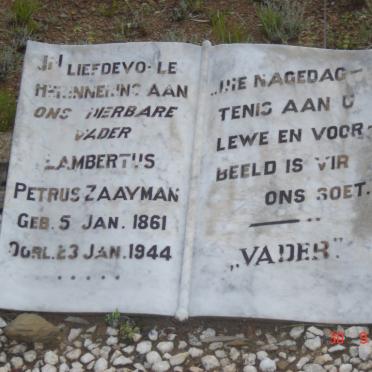 IN LIEFDEVOLLE
HERINNERING AAN
ONS DIERBARE
VADER
LAMBERTUS
PETRUS ZAAYMAN
GEB. 5 JAN. 1861
OORL. 23 JAN. 1944
„DIE NAGEDAG-
TENIS AAN U
LEWE EN VOOR-
BEELD IS VIR
ONS SOET.
„VADER"